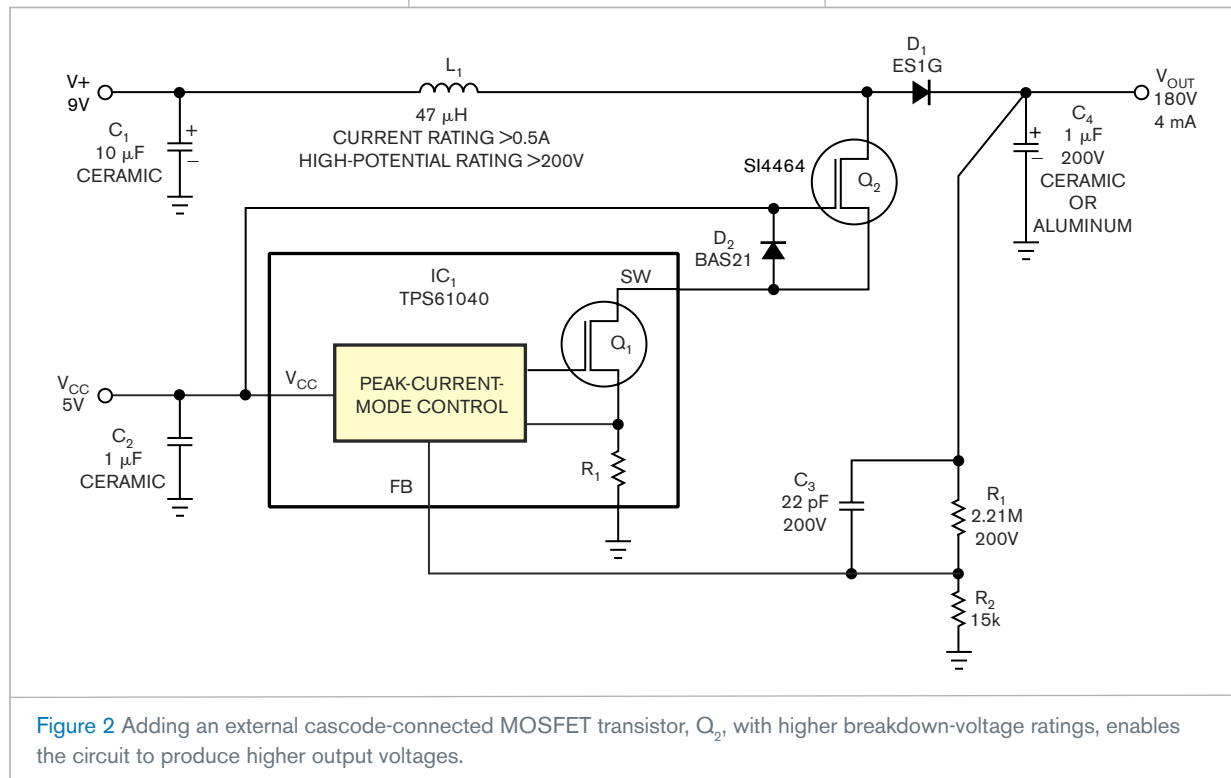 V+
9V
C₁
10 µF
CERAMIC
+
–
L₁
47 µH
CURRENT RATING >0.5A
HIGH-POTENTIAL RATING >200V
D₁
ES1G
V_OUT
180V
4 mA
C₄
1 µF
200V
CERAMIC
OR
ALUMINUM
+
–
SI4464
Q₂
D₂
BAS21
IC₁
TPS61040
SW
Q₁
V_CC
5V
V_CC
PEAK-CURRENT-
MODE CONTROL
C₂
1 µF
CERAMIC
R₁
FB
C₃
22 pF
200V
R₁
2.21M
200V
R₂
15k
Figure 2 Adding an external cascode-connected MOSFET transistor, Q₂, with higher breakdown-voltage ratings, enables
the circuit to produce higher output voltages.